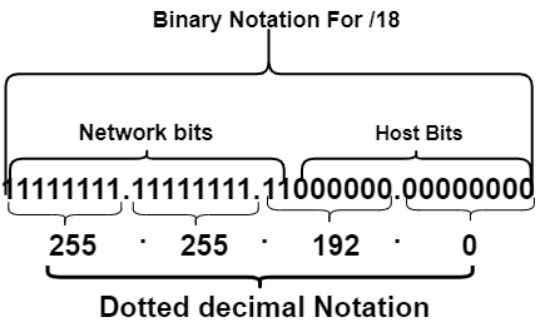 Binary Notation For /18
Network bits Host Bits
11111111.11111111.11000000.00000000
255 . 255 . 192 . 0
Dotted decimal Notation